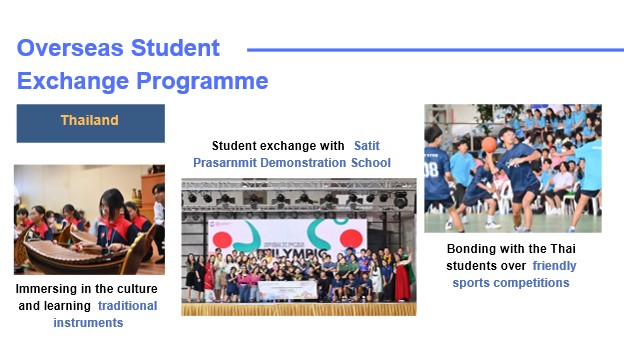 Overseas Student
Exchange Programme
Thailand
Student exchange with Satit
Prasarnmit Demonstration School
Immersing in the culture
and learning traditional
instruments
Bonding with the Thai
students over friendly
sports competitions